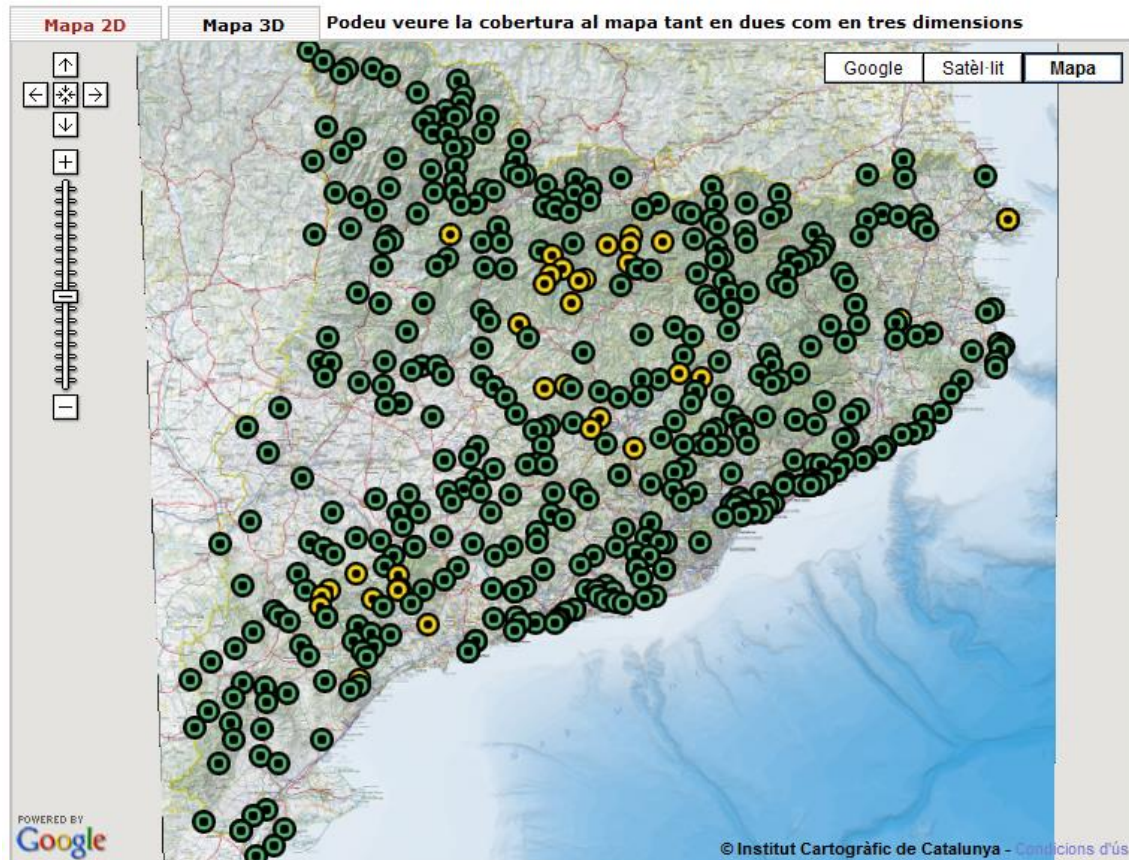 Mapa 2D
Mapa 3D
Podeu veure la cobertura al mapa tant en dues com en tres dimensions
Google
Satèl·lit
Mapa
POWERED BY
Google
© Institut Cartogràfic de Catalunya - Condicions d'ús